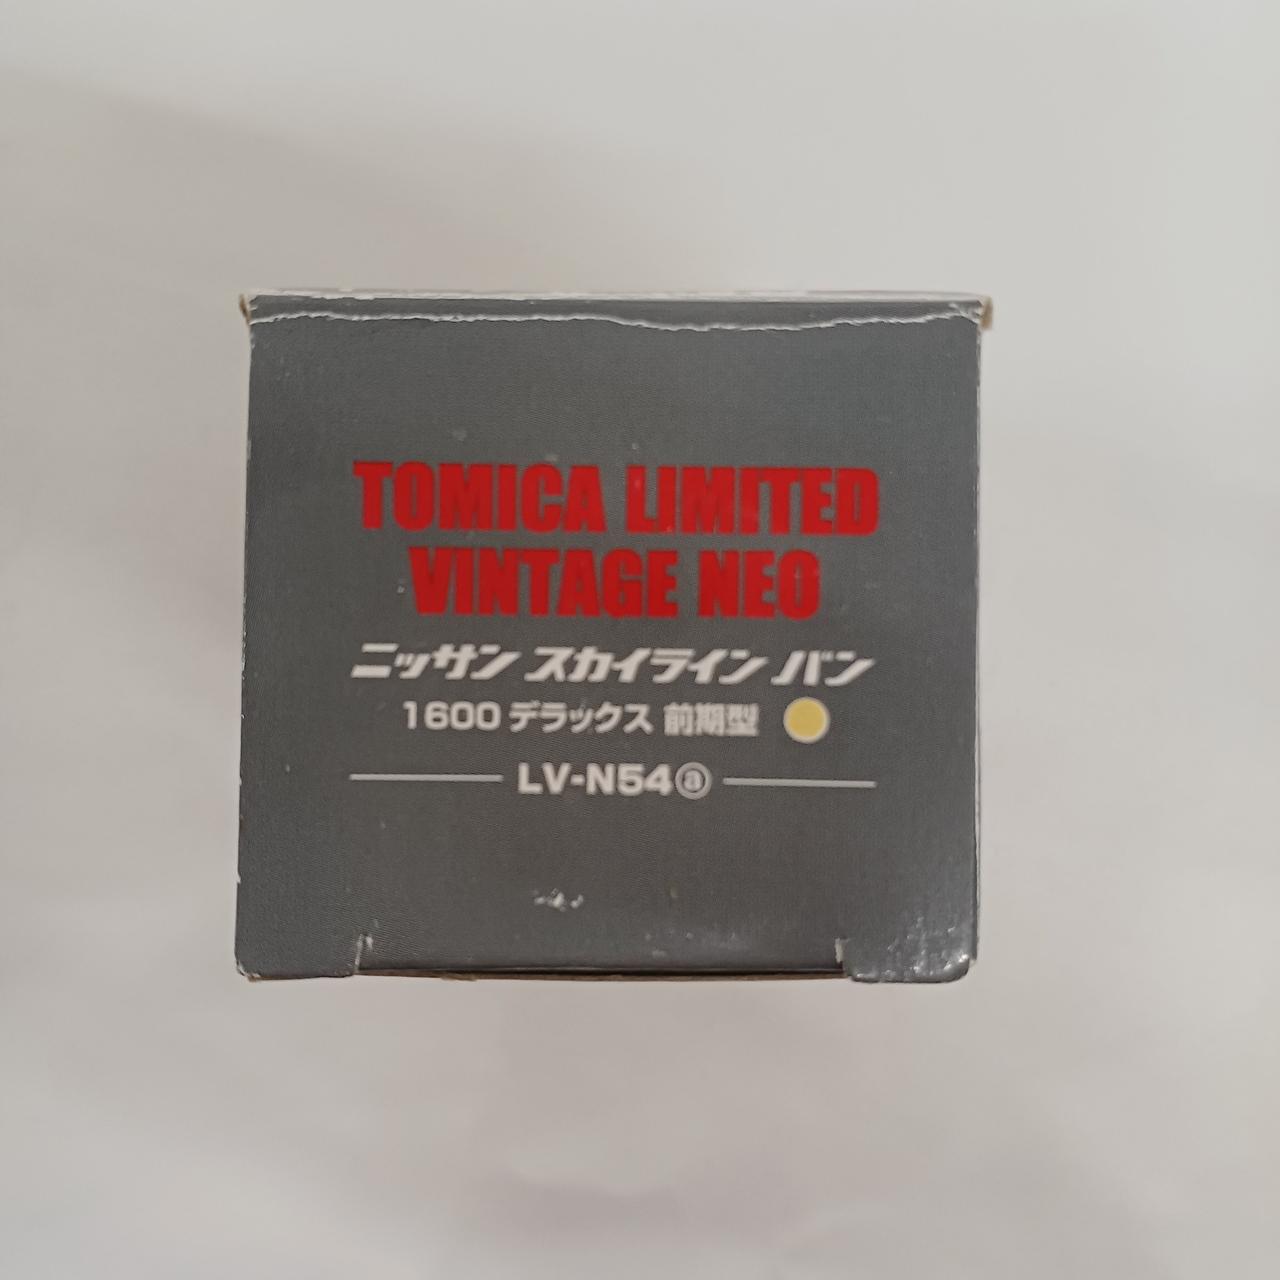 TOMICA LIMITED
VINTAGE NEO
ニッサン スカイライン バン
1600 デラックス 前期型
LV-N54ⓐ